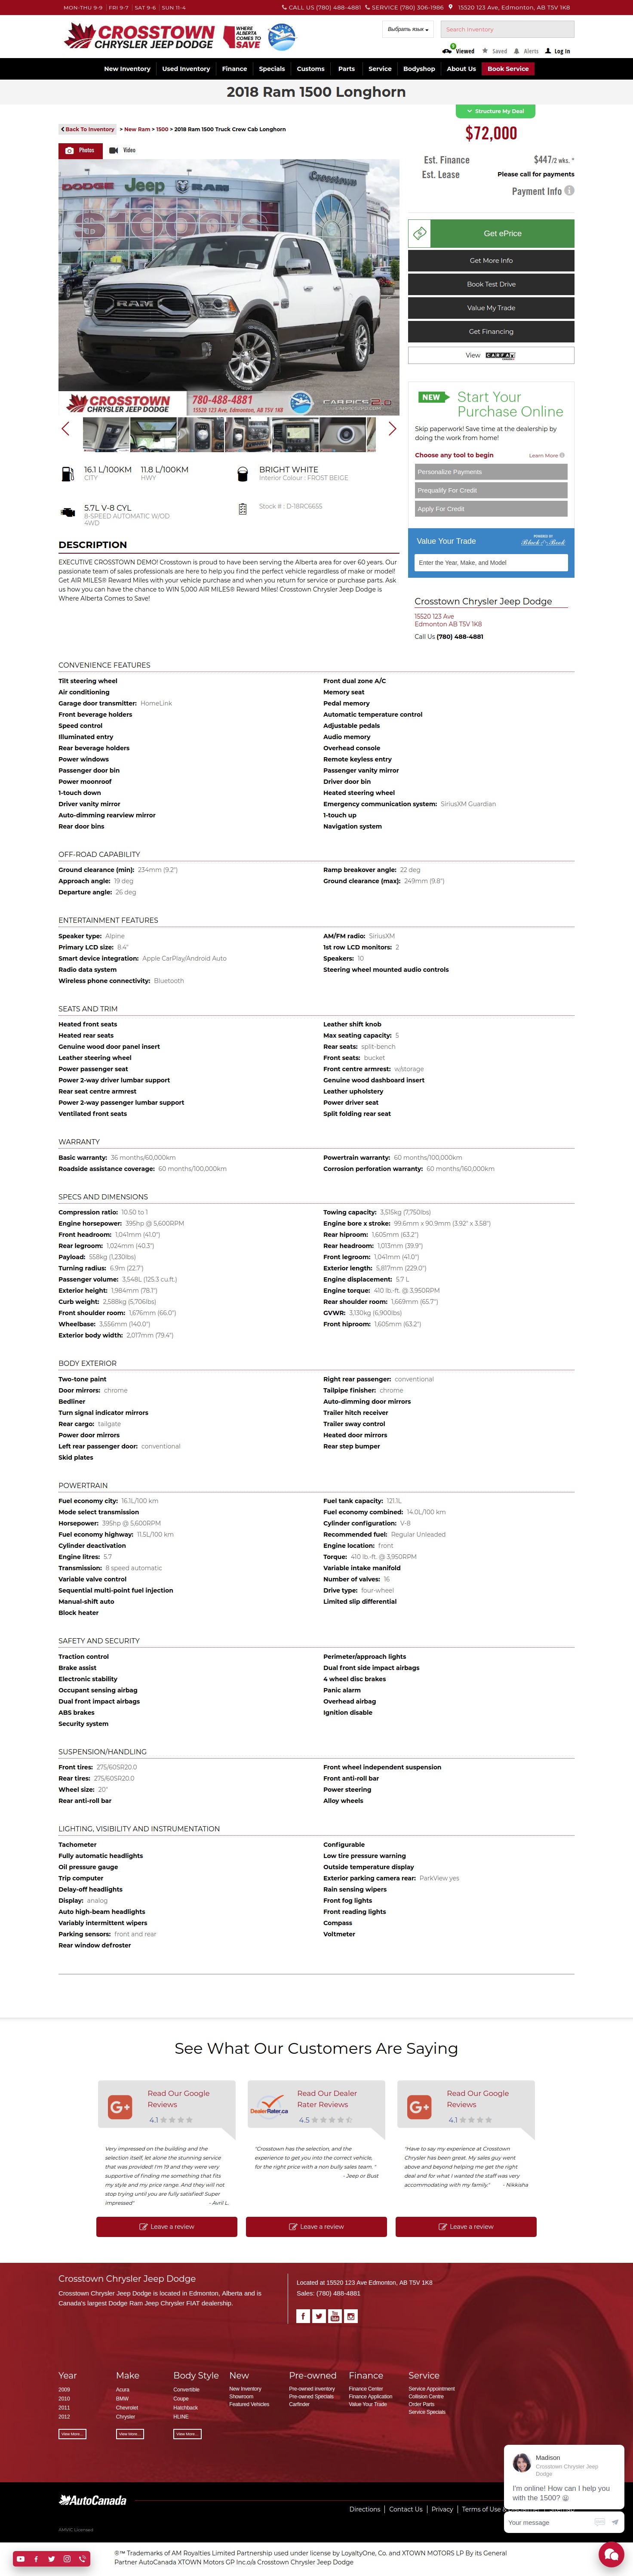 MON-THU 9-9 FRI 9-7 SAT 9-6 SUN 11-4
CALL US (780) 488-4881 SERVICE (780) 306-1986 15520 123 Ave, Edmonton, AB T5V 1K8
CROSSTOWN
CHRYSLER JEEP DODGE
WHERE ALBERTA COMES TO SAVE
Выбрать язык
Search Inventory
0 Viewed Saved Alerts Log In
New Inventory Used Inventory Finance Specials Customs Parts Service Bodyshop About Us Book Service
2018 Ram 1500 Longhorn
Structure My Deal
Back To Inventory > New Ram > 1500 > 2018 Ram 1500 Truck Crew Cab Longhorn
$72,000
Photos Video
Est. Finance $447/2 wks. *
Est. Lease Please call for payments
Payment Info
Get ePrice
Get More Info
Book Test Drive
Value My Trade
Get Financing
View CARFAX
DODGE Jeep RAM
Crosstown
RAM
CROSSTOWN
CHRYSLER JEEP DODGE
780-488-4881
15520 123 Ave, Edmonton, AB T5V 1K8
CAR PICS 2.0
NEW Start Your
Purchase Online
Skip paperwork! Save time at the dealership by
doing the work from home!
Choose any tool to begin Learn More
Personalize Payments
Prequalify For Credit
Apply For Credit
Value Your Trade
POWERED BY
Black Book
Enter the Year, Make, and Model
16.1 L/100KM 11.8 L/100KM
CITY HWY
BRIGHT WHITE
Interior Colour : FROST BEIGE
5.7L V-8 CYL
8-SPEED AUTOMATIC W/OD
4WD
Stock # : D-18RC6655
DESCRIPTION
EXECUTIVE CROSSTOWN DEMO! Crosstown is proud to have been serving the Alberta area for over 60 years. Our
passionate team of sales professionals are here to help you find the perfect vehicle regardless of make or model!
Get AIR MILES® Reward Miles with your vehicle purchase and when you return for service or purchase parts. Ask
us how you can have the chance to WIN 5,000 AIR MILES® Reward Miles! Crosstown Chrysler Jeep Dodge is
Where Alberta Comes to Save!
Crosstown Chrysler Jeep Dodge
15520 123 Ave
Edmonton AB T5V 1K8
Call Us (780) 488-4881
CONVENIENCE FEATURES
Tilt steering wheel Front dual zone A/C
Air conditioning Memory seat
Garage door transmitter: HomeLink Pedal memory
Front beverage holders Automatic temperature control
Speed control Adjustable pedals
Illuminated entry Audio memory
Rear beverage holders Overhead console
Power windows Remote keyless entry
Passenger door bin Passenger vanity mirror
Power moonroof Driver door bin
1-touch down Heated steering wheel
Driver vanity mirror Emergency communication system: SiriusXM Guardian
Auto-dimming rearview mirror 1-touch up
Rear door bins Navigation system
OFF-ROAD CAPABILITY
Ground clearance (min): 234mm (9.2") Ramp breakover angle: 22 deg
Approach angle: 19 deg Ground clearance (max): 249mm (9.8")
Departure angle: 26 deg
ENTERTAINMENT FEATURES
Speaker type: Alpine AM/FM radio: SiriusXM
Primary LCD size: 8.4" 1st row LCD monitors: 2
Smart device integration: Apple CarPlay/Android Auto Speakers: 10
Radio data system Steering wheel mounted audio controls
Wireless phone connectivity: Bluetooth
SEATS AND TRIM
Heated front seats Leather shift knob
Heated rear seats Max seating capacity: 5
Genuine wood door panel insert Rear seats: split-bench
Leather steering wheel Front seats: bucket
Power passenger seat Front centre armrest: w/storage
Power 2-way driver lumbar support Genuine wood dashboard insert
Rear seat centre armrest Leather upholstery
Power 2-way passenger lumbar support Power driver seat
Ventilated front seats Split folding rear seat
WARRANTY
Basic warranty: 36 months/60,000km Powertrain warranty: 60 months/100,000km
Roadside assistance coverage: 60 months/100,000km Corrosion perforation warranty: 60 months/160,000km
SPECS AND DIMENSIONS
Compression ratio: 10.50 to 1 Towing capacity: 3,515kg (7,750lbs)
Engine horsepower: 395hp @ 5,600RPM Engine bore x stroke: 99.6mm x 90.9mm (3.92" x 3.58")
Front headroom: 1,041mm (41.0") Rear hiproom: 1,605mm (63.2")
Rear legroom: 1,024mm (40.3") Rear headroom: 1,013mm (39.9")
Payload: 558kg (1,230lbs) Front legroom: 1,041mm (41.0")
Turning radius: 6.9m (22.7') Exterior length: 5,817mm (229.0")
Passenger volume: 3,548L (125.3 cu.ft.) Engine displacement: 5.7 L
Exterior height: 1,984mm (78.1") Engine torque: 410 lb.-ft. @ 3,950RPM
Curb weight: 2,588kg (5,706lbs) Rear shoulder room: 1,669mm (65.7")
Front shoulder room: 1,676mm (66.0") GVWR: 3,130kg (6,900lbs)
Wheelbase: 3,556mm (140.0") Front hiproom: 1,605mm (63.2")
Exterior body width: 2,017mm (79.4")
BODY EXTERIOR
Two-tone paint Right rear passenger: conventional
Door mirrors: chrome Tailpipe finisher: chrome
Bedliner Auto-dimming door mirrors
Turn signal indicator mirrors Trailer hitch receiver
Rear cargo: tailgate Trailer sway control
Power door mirrors Heated door mirrors
Left rear passenger door: conventional Rear step bumper
Skid plates
POWERTRAIN
Fuel economy city: 16.1L/100 km Fuel tank capacity: 121.1L
Mode select transmission Fuel economy combined: 14.0L/100 km
Horsepower: 395hp @ 5,600RPM Cylinder configuration: V-8
Fuel economy highway: 11.5L/100 km Recommended fuel: Regular Unleaded
Cylinder deactivation Engine location: front
Engine litres: 5.7 Torque: 410 lb.-ft. @ 3,950RPM
Transmission: 8 speed automatic Variable intake manifold
Variable valve control Number of valves: 16
Sequential multi-point fuel injection Drive type: four-wheel
Manual-shift auto Limited slip differential
Block heater
SAFETY AND SECURITY
Traction control Perimeter/approach lights
Brake assist Dual front side impact airbags
Electronic stability 4 wheel disc brakes
Occupant sensing airbag Panic alarm
Dual front impact airbags Overhead airbag
ABS brakes Ignition disable
Security system
SUSPENSION/HANDLING
Front tires: 275/60SR20.0 Front wheel independent suspension
Rear tires: 275/60SR20.0 Front anti-roll bar
Wheel size: 20" Power steering
Rear anti-roll bar Alloy wheels
LIGHTING, VISIBILITY AND INSTRUMENTATION
Tachometer Configurable
Fully automatic headlights Low tire pressure warning
Oil pressure gauge Outside temperature display
Trip computer Exterior parking camera rear: ParkView yes
Delay-off headlights Rain sensing wipers
Display: analog Front fog lights
Auto high-beam headlights Front reading lights
Variably intermittent wipers Compass
Parking sensors: front and rear Voltmeter
Rear window defroster
See What Our Customers Are Saying
Read Our Google Reviews 4.1
Read Our Dealer Rater Reviews 4.5
DealerRater.ca
Read Our Google Reviews 4.1
Very impressed on the building and the
selection itself, let alone the stunning service
that was provided! I'm 19 and they were very
supportive of finding me something that fits
my style and my price range. And they will not
stop trying until you are fully satisfied! Super
impressed" - Avril L.
"Crosstown has the selection, and the
experience to get you into the correct vehicle,
for the right price with a non bully sales team. "
- Jeep or Bust
"Have to say my experience at Crosstown
Chrysler has been great. My sales guy went
above and beyond helping me get the right
deal and for what I wanted the staff was very
accommodating with my family." - Nikkisha
Leave a review Leave a review Leave a review
Crosstown Chrysler Jeep Dodge
Crosstown Chrysler Jeep Dodge is located in Edmonton, Alberta and is
Canada's largest Dodge Ram Jeep Chrysler FIAT dealership.
Located at 15520 123 Ave Edmonton, AB T5V 1K8
Sales: (780) 488-4881
Year Make Body Style New Pre-owned Finance Service
2009 Acura Convertible New Inventory Pre-owned inventory Finance Center Service Appointment
2010 BMW Coupe Showroom Pre-owned Specials Finance Application Collision Centre
2011 Chevrolet Hatchback Featured Vehicles Carfinder Value Your Trade Order Parts
2012 Chrysler HLINE Service Specials
View More... View More... View More...
Madison
Crosstown Chrysler Jeep
Dodge
I'm online! How can I help you
with the 1500? 😀
Your message
AutoCanada
Directions Contact Us Privacy Terms of Use
AMVIC Licensed
®™ Trademarks of AM Royalties Limited Partnership used under license by LoyaltyOne, Co. and XTOWN MOTORS LP By its General
Partner AutoCanada XTOWN Motors GP Inc.o/a Crosstown Chrysler Jeep Dodge